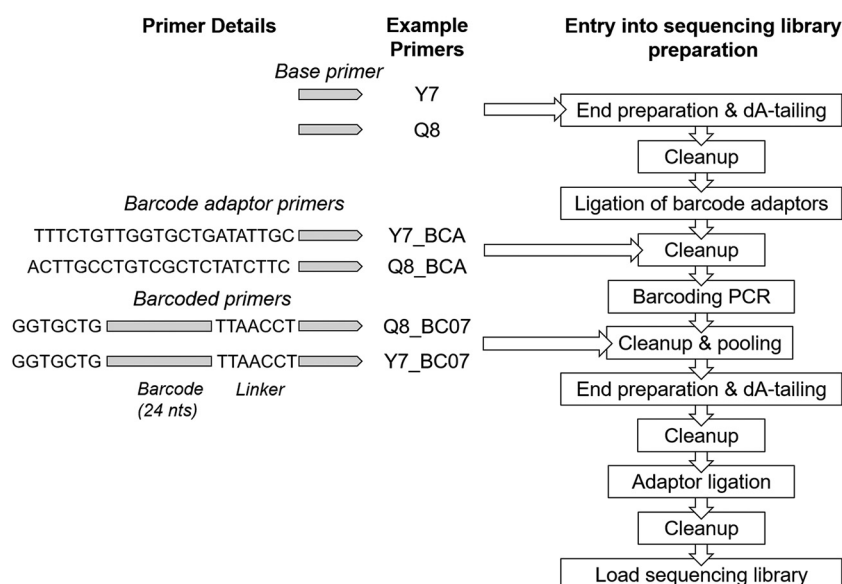 Primer Details
Example
Primers
Entry into sequencing library
preparation
Base primer
Y7
Q8
End preparation & dA-tailing
Cleanup
Ligation of barcode adaptors
Barcode adaptor primers
TTTCTGTTGGTGCTGATATTGC
Y7_BCA
ACTTGCCTGTCGCTCTATCTTC
Q8_BCA
Cleanup
Barcoding PCR
Barcoded primers
GGTGCTG
TTAACCT
Q8_BC07
GGTGCTG
TTAACCT
Y7_BC07
Cleanup & pooling
Barcode
(24 nts)
Linker
End preparation & dA-tailing
Cleanup
Adaptor ligation
Cleanup
Load sequencing library